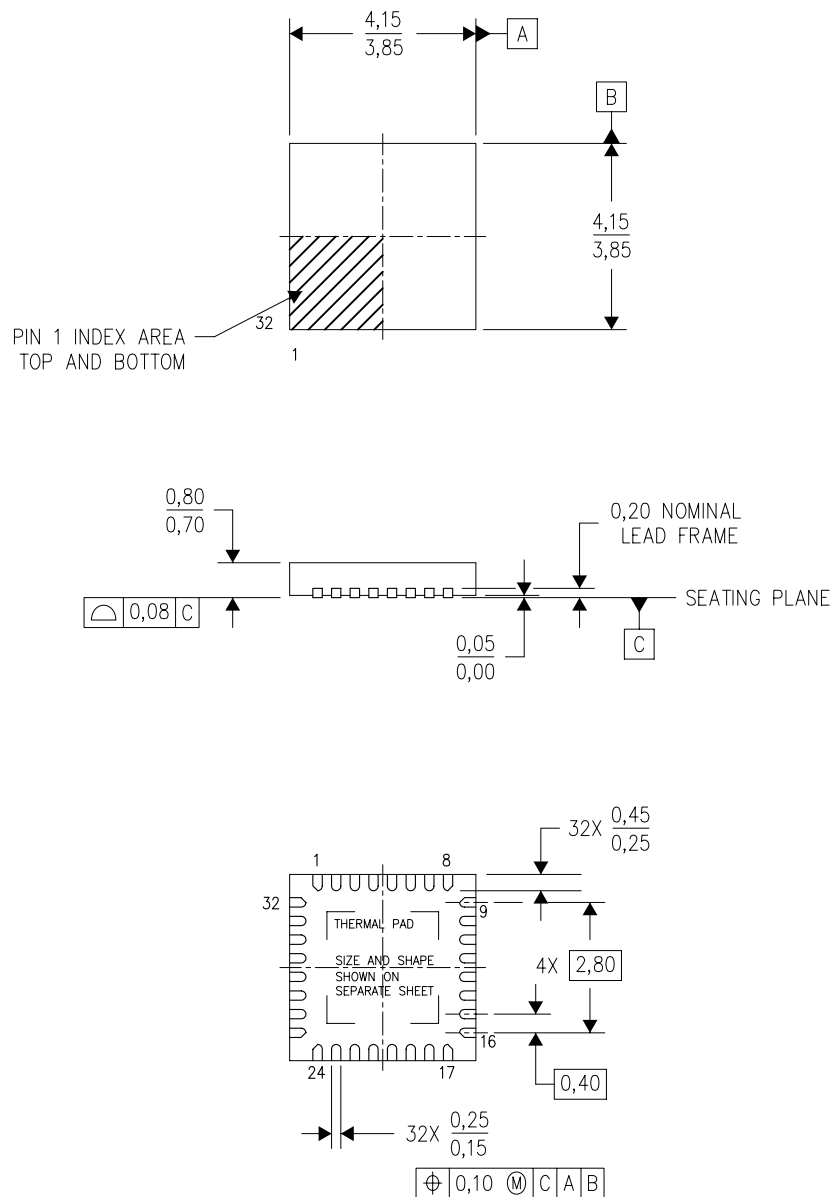 4,15
3,85
A
B
4,15
3,85
PIN 1 INDEX AREA
TOP AND BOTTOM
32
1
0,80
0,70
0,20 NOMINAL
LEAD FRAME
0,08 C
SEATING PLANE
0,05
0,00
C
32X 0,45
0,25
1
8
32
9
THERMAL PAD
SIZE AND SHAPE
SHOWN ON
SEPARATE SHEET
4X 2,80
16
24
17
0,40
32X 0,25
0,15
⌖ 0,10 Ⓜ C A B